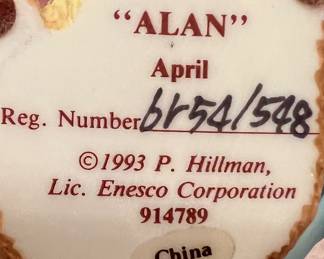 "ALAN"
April
Reg. Number 6r54/548
©1993 P. Hillman,
Lic. Enesco Corporation
914789
China